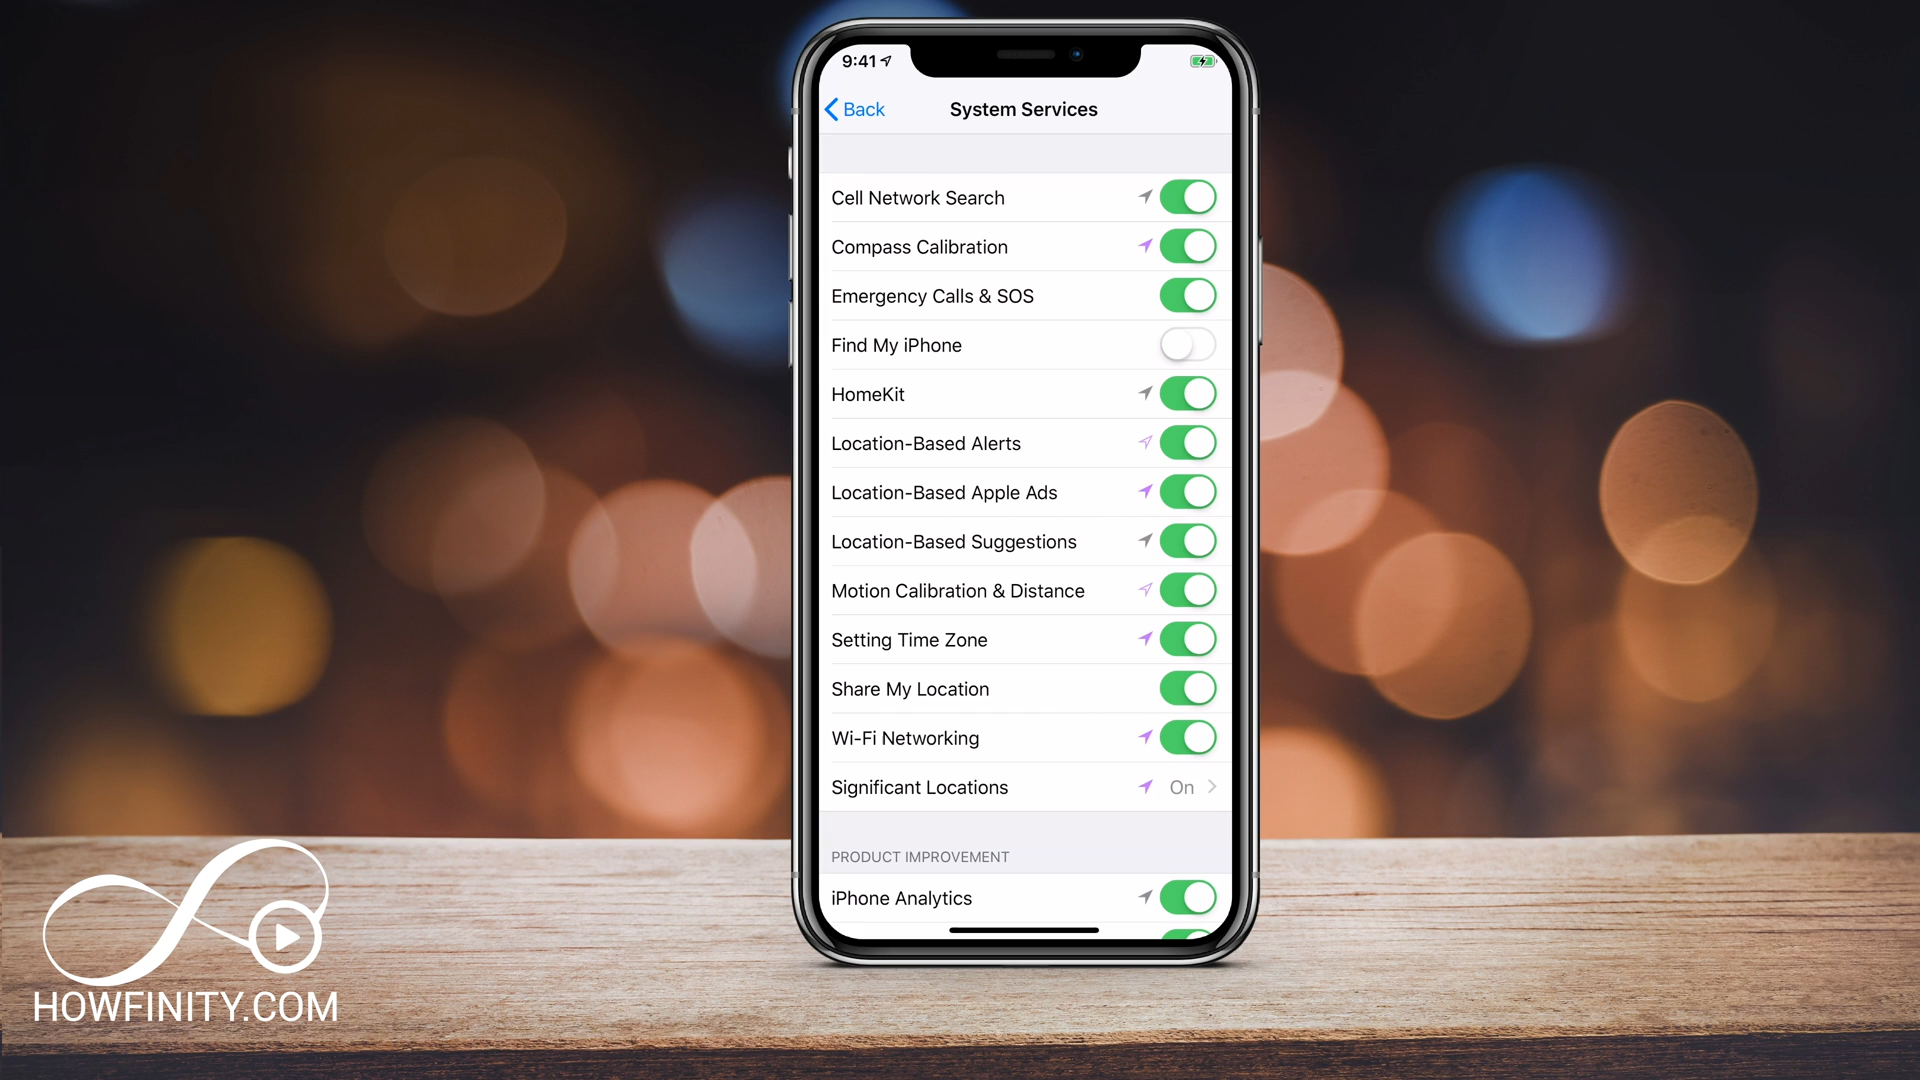 9:41
Back
System Services
Cell Network Search
Compass Calibration
Emergency Calls & SOS
Find My iPhone
HomeKit
Location-Based Alerts
Location-Based Apple Ads
Location-Based Suggestions
Motion Calibration & Distance
Setting Time Zone
Share My Location
Wi-Fi Networking
Significant Locations On
PRODUCT IMPROVEMENT
iPhone Analytics
HOWFINITY.COM